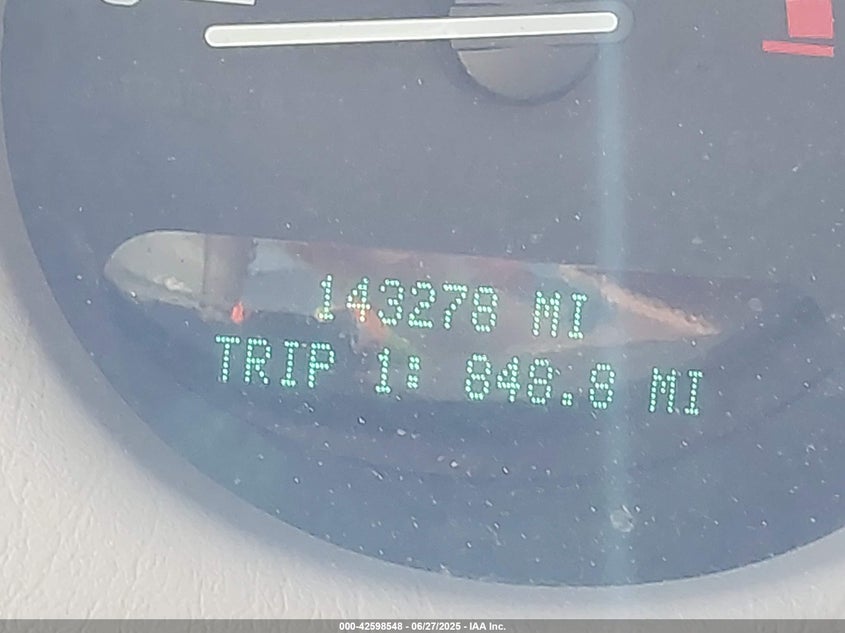 143278 MI
TRIP 1: 848.8 MI
000-42598548 - 06/27/2025 - IAA Inc.